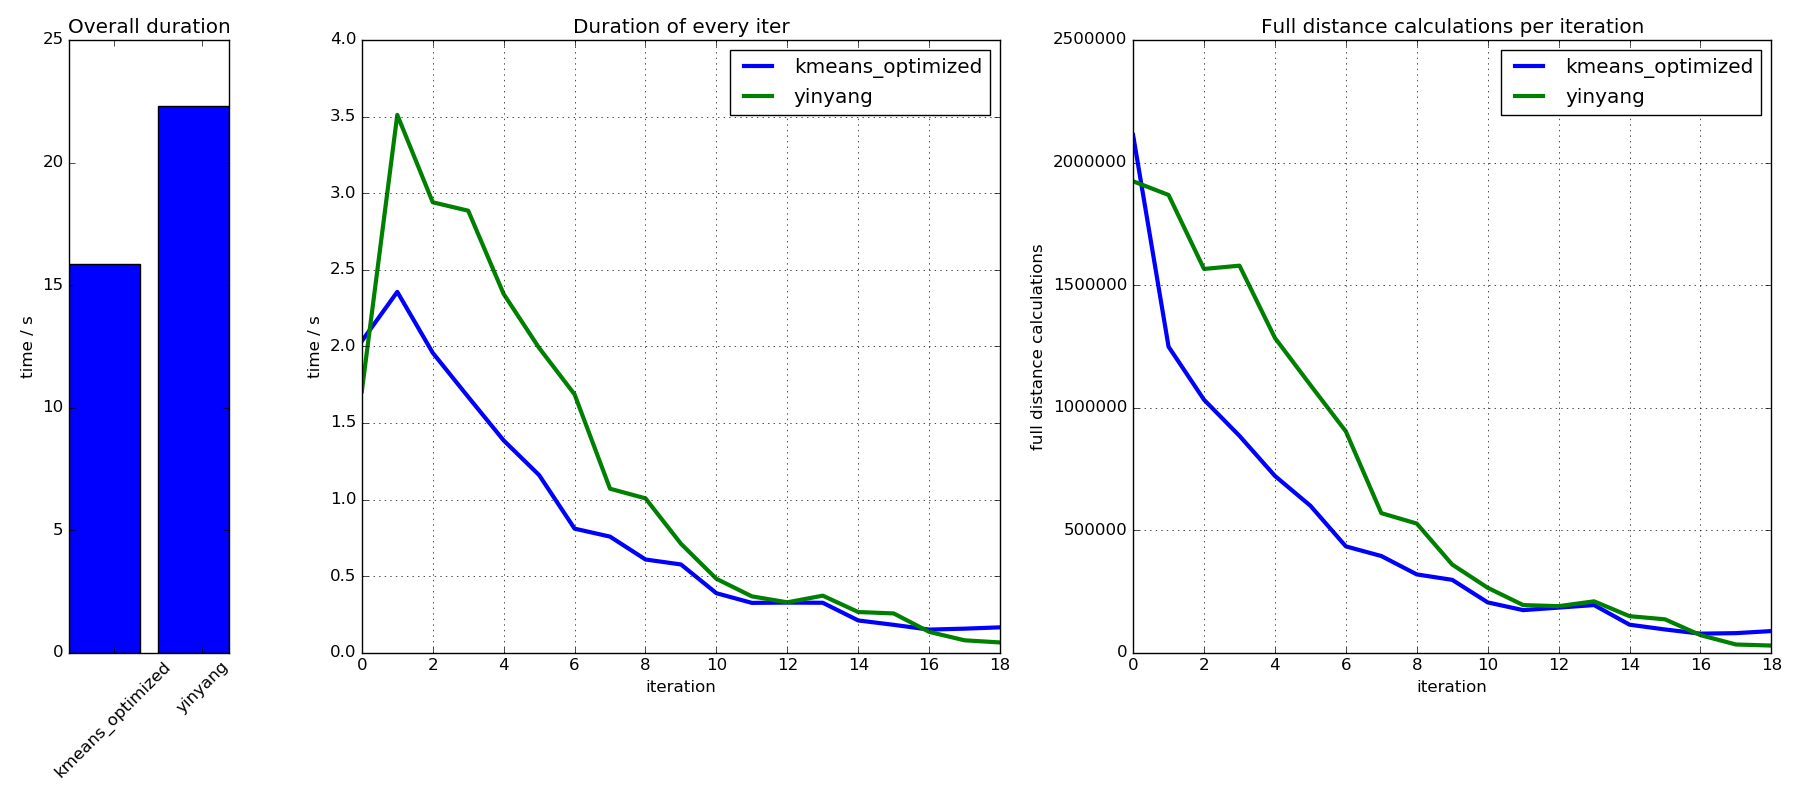 Overall duration
25
20
15
10
5
0
time / s
kmeans_optimized
yinyang
Duration of every iter
4.0
3.5
3.0
2.5
2.0
1.5
1.0
0.5
0.0
time / s
kmeans_optimized
yinyang
0 2 4 6 8 10 12 14 16 18
iteration
Full distance calculations per iteration
2500000
2000000
1500000
1000000
500000
0
full distance calculations
kmeans_optimized
yinyang
0 2 4 6 8 10 12 14 16 18
iteration